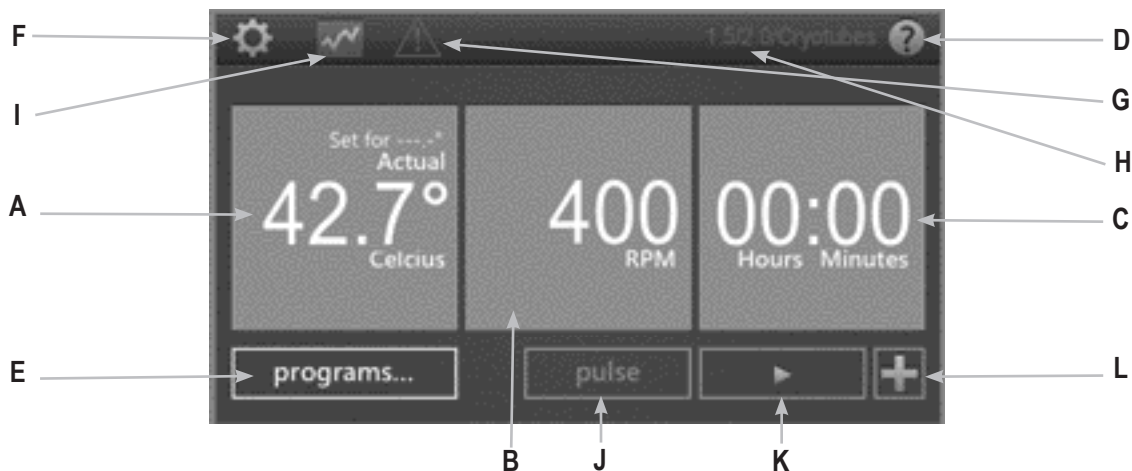 F
D
I
G
H
A
C
E
L
B
J
K
1.5/2.0/Cryotubes
?
Set for ---.-°
Actual
42.7°
Celcius
400
RPM
00:00
Hours Minutes
programs...
pulse